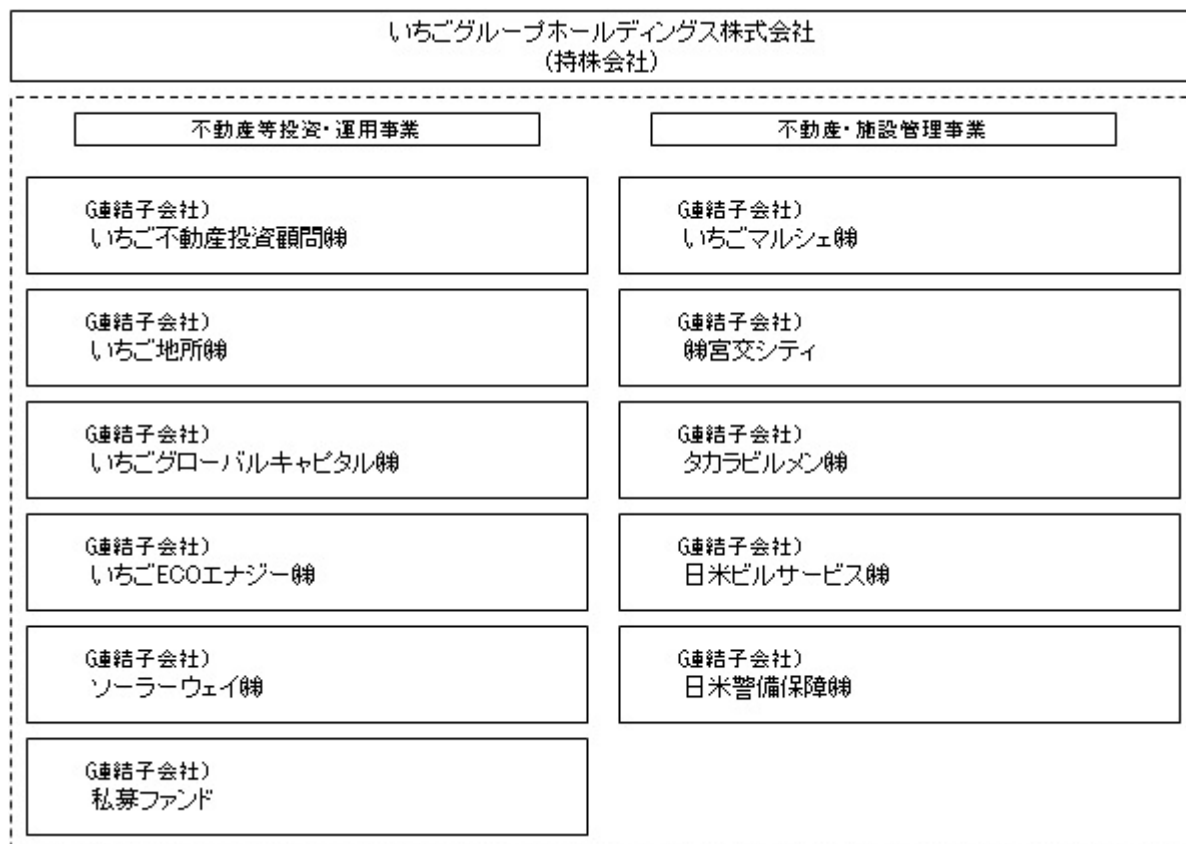 いちごグループホールディングス株式会社
(持株会社)
不動産等投資・運用事業
不動産・施設管理事業
(連結子会社)
いちご不動産投資顧問㈱
(連結子会社)
いちご地所㈱
(連結子会社)
いちごグローバルキャピタル㈱
(連結子会社)
いちごECOエナジー㈱
(連結子会社)
ソーラーウェイ㈱
(連結子会社)
私募ファンド
(連結子会社)
いちごマルシェ㈱
(連結子会社)
㈱宮交シティ
(連結子会社)
タカラビルメン㈱
(連結子会社)
日米ビルサービス㈱
(連結子会社)
日米警備保障㈱